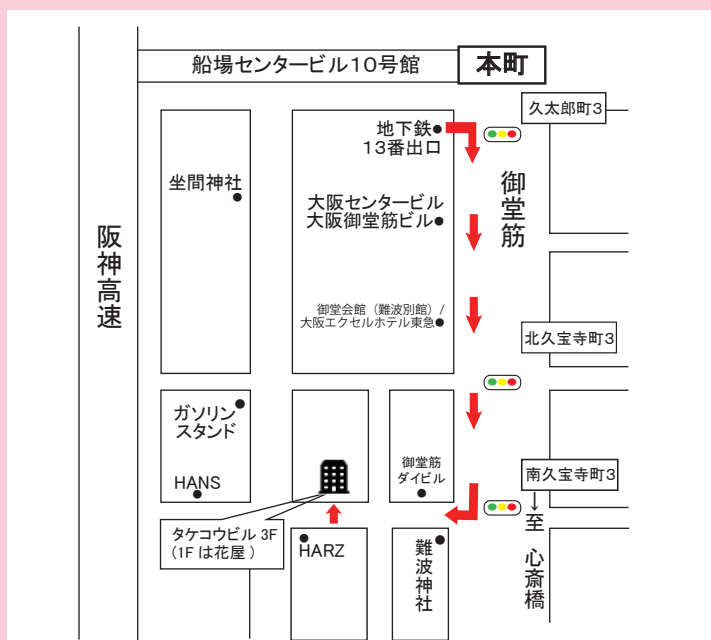 船場センタービル10号館
本町
久太郎町3
地下鉄
13番出口
坐間神社
御堂筋
大阪センタービル
大阪御堂筋ビル
阪神高速
御堂会館（難波別館）/
大阪エクセルホテル東急
北久宝寺町3
ガソリン
スタンド
HANS
御堂筋
ダイビル
南久宝寺町3
→至 心斎橋
タケコウビル 3F
(1F は花屋 )
HARZ
難波神社